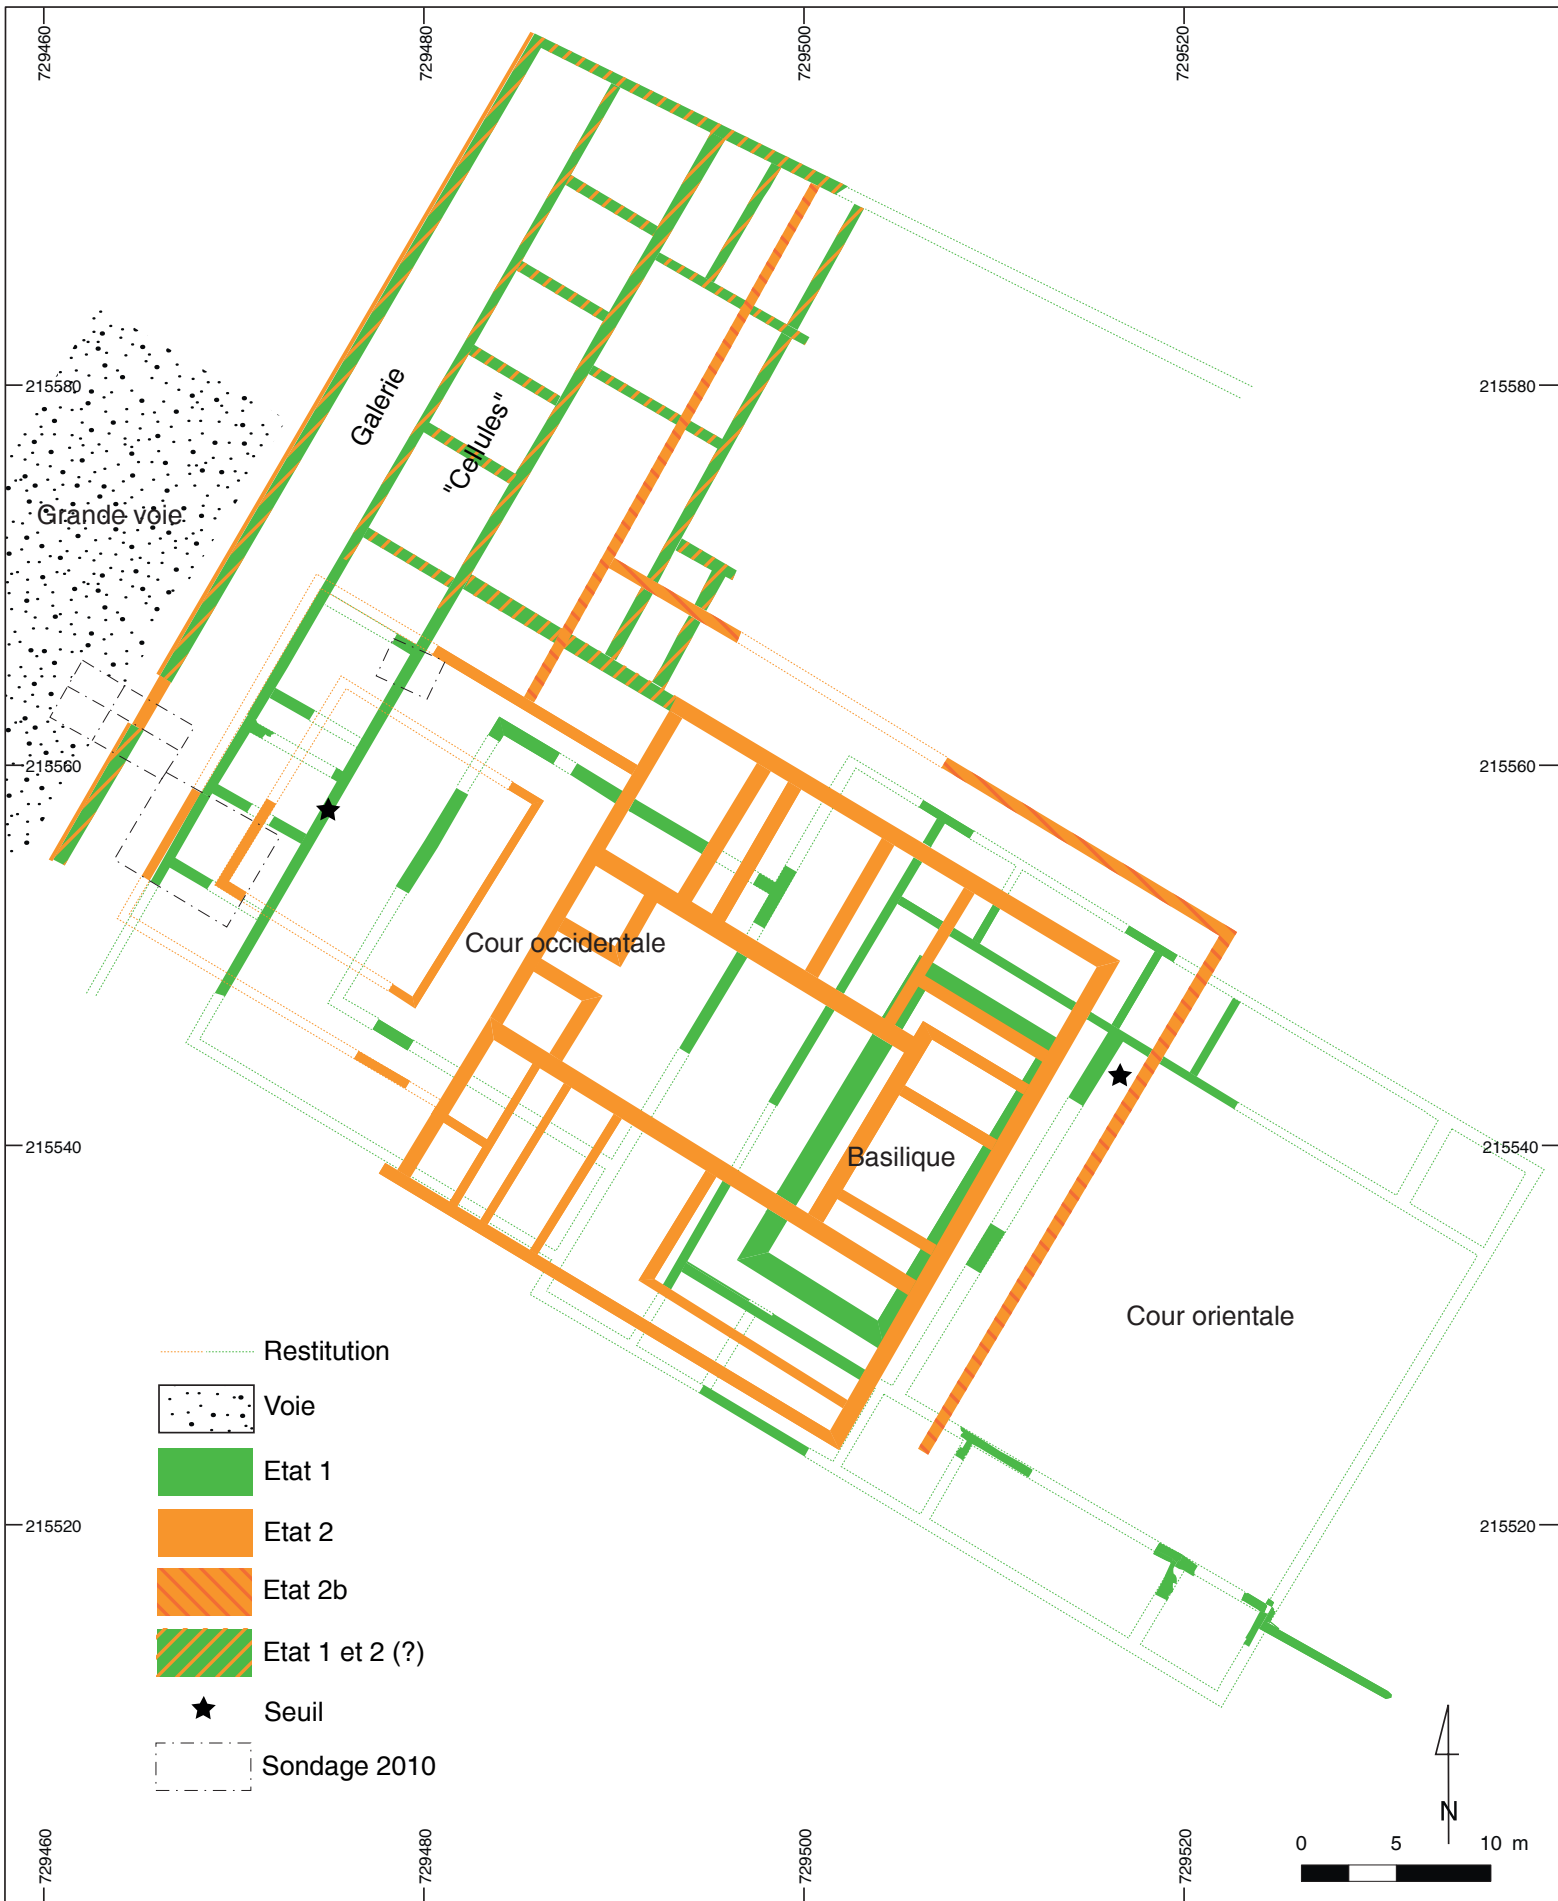 729460
729480
729500
729520
215580
215580
Galerie
"Cellules"
Grande voie
215560
215560
Cour occidentale
215540
215540
Basilique
Cour orientale
Restitution
Voie
Etat 1
Etat 2
215520
215520
Etat 2b
Etat 1 et 2 (?)
Seuil
Sondage 2010
N
0 5 10 m
729460
729480
729500
729520